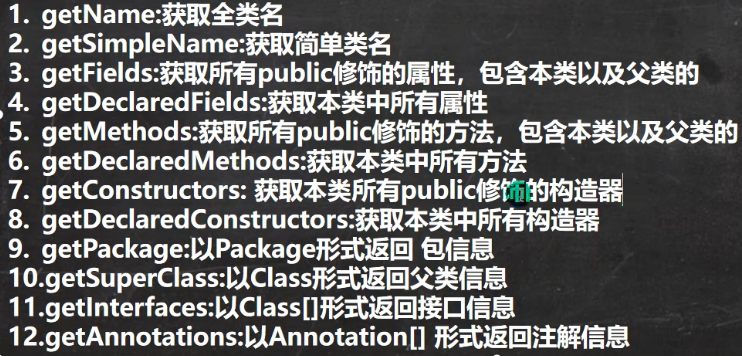 1. getName:获取全类名
2. getSimpleName:获取简单类名
3. getFields:获取所有public修饰的属性，包含本类以及父类的
4. getDeclaredFields:获取本类中所有属性
5. getMethods:获取所有public修饰的方法，包含本类以及父类的
6. getDeclaredMethods:获取本类中所有方法
7. getConstructors: 获取本类所有public修饰的构造器
8. getDeclaredConstructors:获取本类中所有构造器
9. getPackage:以Package形式返回 包信息
10.getSuperClass:以Class形式返回父类信息
11.getInterfaces:以Class[]形式返回接口信息
12.getAnnotations:以Annotation[] 形式返回注解信息